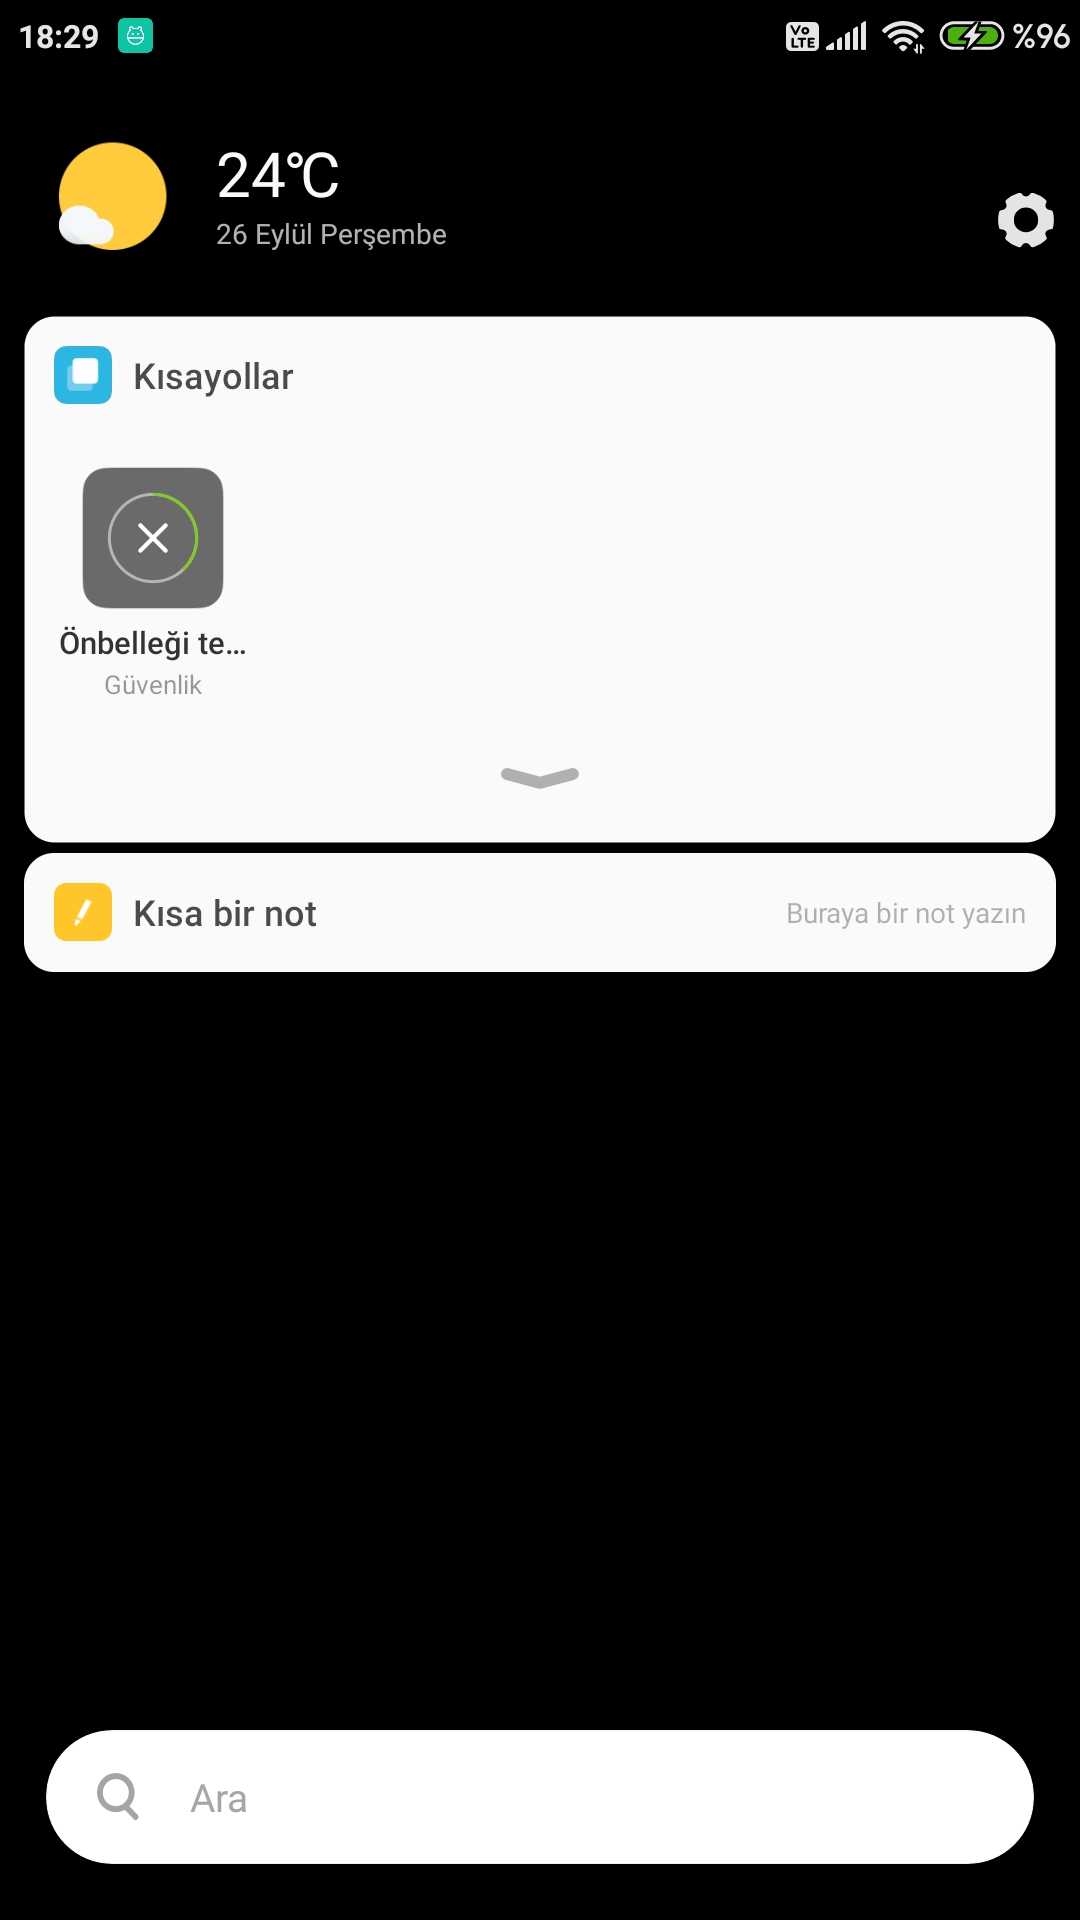 18:29
Vo LTE
%96
24℃
26 Eylül Perşembe
Kısayollar
Önbelleği te...
Güvenlik
Kısa bir not
Buraya bir not yazın
Ara